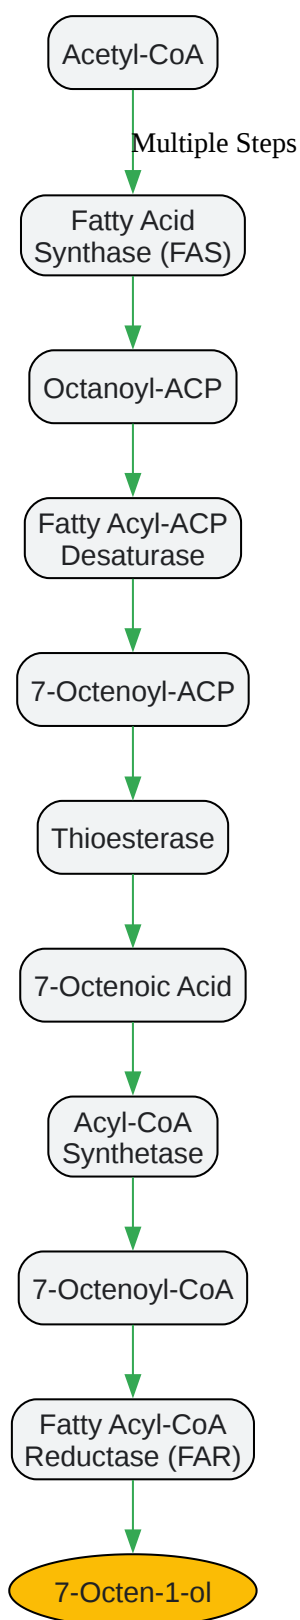 Acetyl-CoA
Multiple Steps
Fatty Acid
Synthase (FAS)
Octanoyl-ACP
Fatty Acyl-ACP
Desaturase
7-Octenoyl-ACP
Thioesterase
7-Octenoic Acid
Acyl-CoA
Synthetase
7-Octenoyl-CoA
Fatty Acyl-CoA
Reductase (FAR)
7-Octen-1-ol